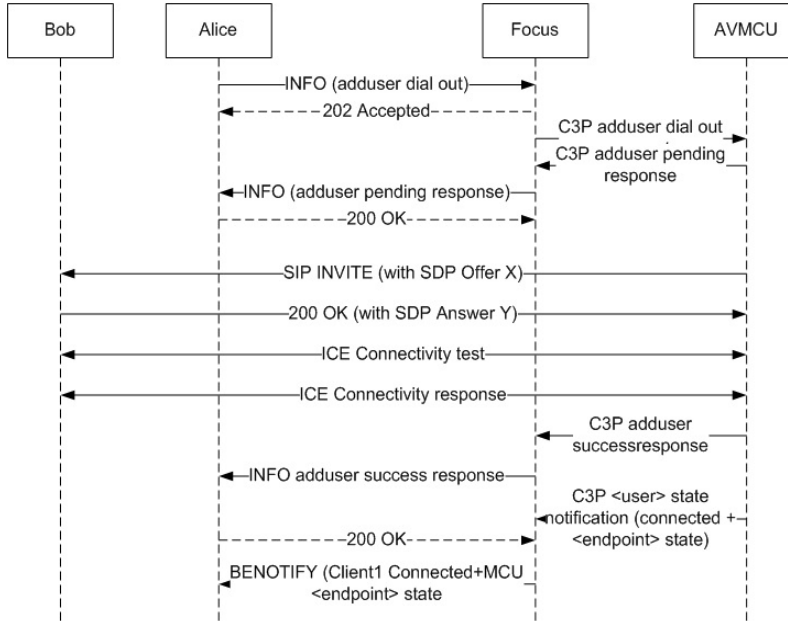 Bob
Alice
Focus
AVMCU
INFO (adduser dial out)
202 Accepted
C3P adduser dial out
C3P adduser pending
response
INFO (adduser pending response)
200 OK
SIP INVITE (with SDP Offer X)
200 OK (with SDP Answer Y)
ICE Connectivity test
ICE Connectivity response
C3P adduser
successresponse
INFO adduser success response
C3P <user> state
notification (connected +
<endpoint> state)
200 OK
BENOTIFY (Client1 Connected+MCU
<endpoint> state